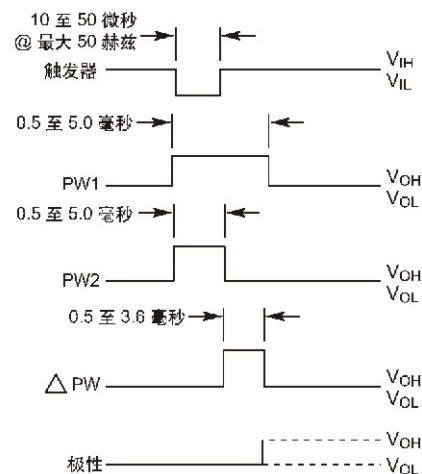 10 至 50 微秒
@ 最大 50 赫兹
触发器
VIH
VIL
0.5 至 5.0 毫秒
PW1
VOH
VOL
0.5 至 5.0 毫秒
PW2
VOH
VOL
0.5 至 3.6 毫秒
△ PW
VOH
VOL
极性
VOH
VOL